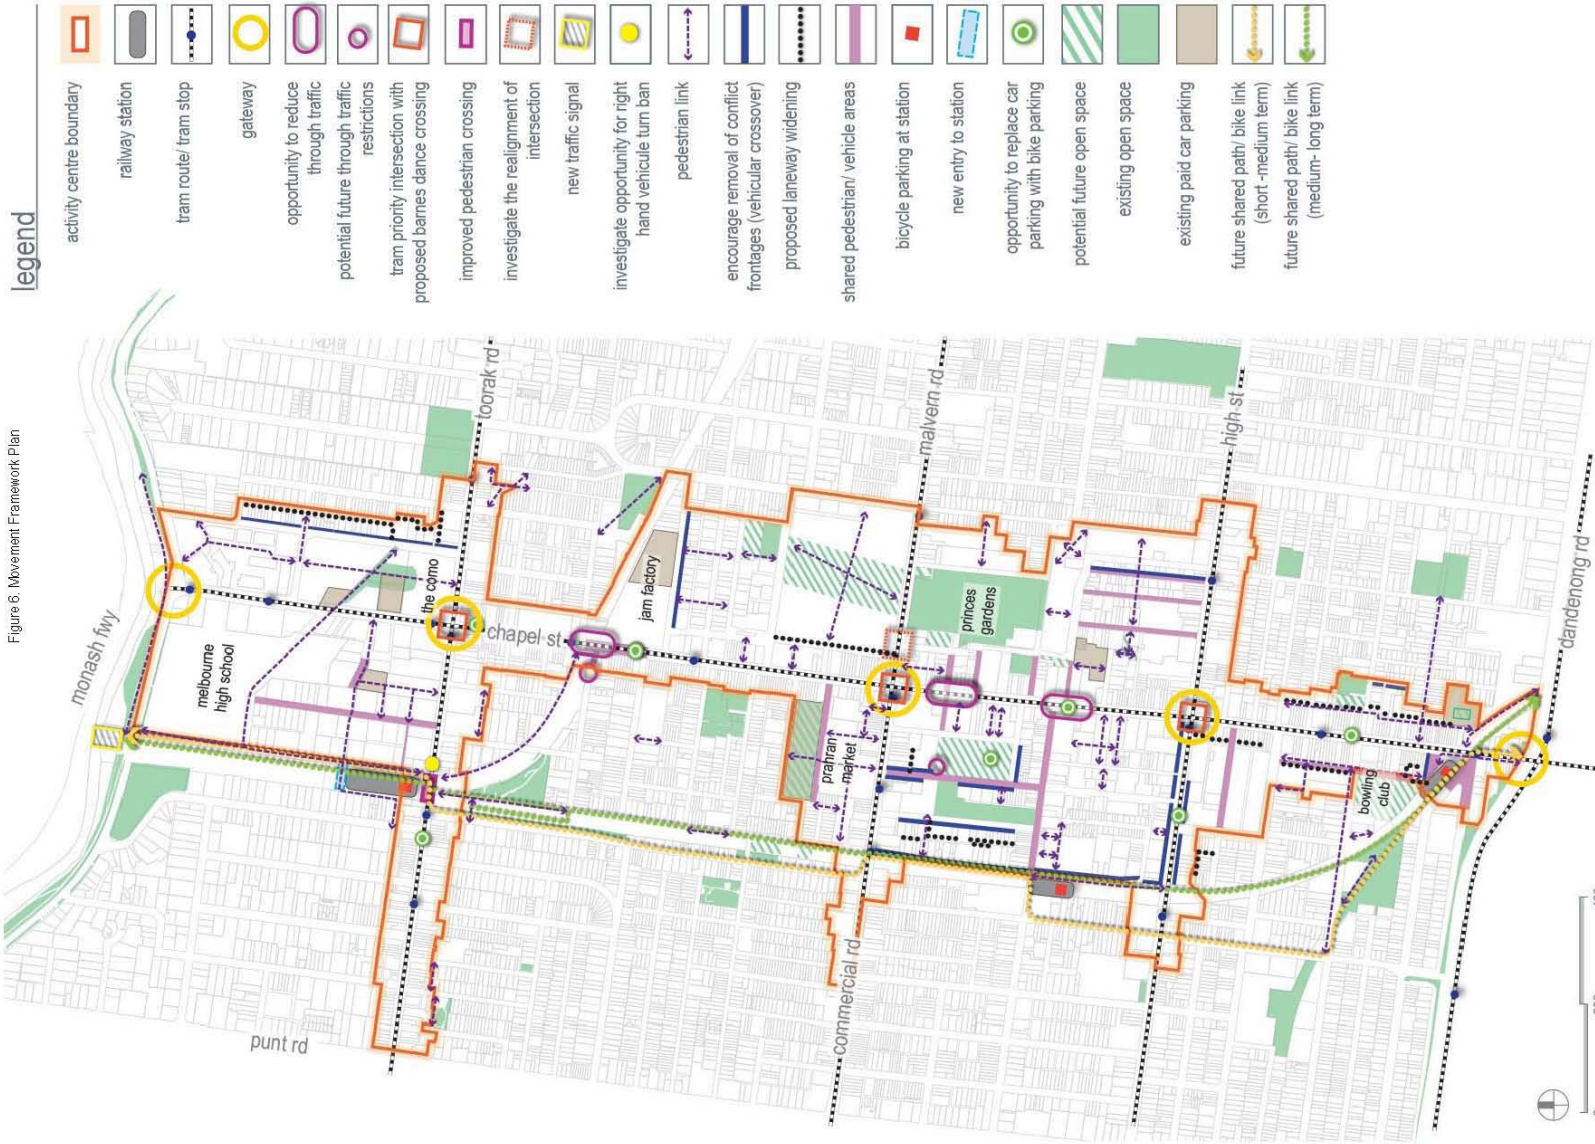 Figure 6. Movement Framework Plan
legend
activity centre boundary
railway station
tram route/ tram stop
gateway
opportunity to reduce
through togh traffic
potential future through traffic
restrictions
tram priority intersection with
proposed barnes dance crossing
improved pedestrian crossing
investigate the realignment of
intersection
new traffic signal
investigate opportunity for right
hand vehicule turn ban
pedestrian link
encourage removal of conflict
frontages (vehicular crossover)
proposed laneway widening
shared pedestrian/ vehicle areas
bicycle parking at station
new entry to station
opportunity to replace car
parking with bike parking
potential future open space
existing open space
existing paid car parking
future shared path/ bike link
(short -medium term)
future shared path/ bike link
(medium- long term)
monash fwy
melbourne
high school
the como
toorak rd
chapel st
jam factory
punt rd
prahran
market
malvern rd
princes
gardens
commercial rd
high st
bowling
club
dandenong rd